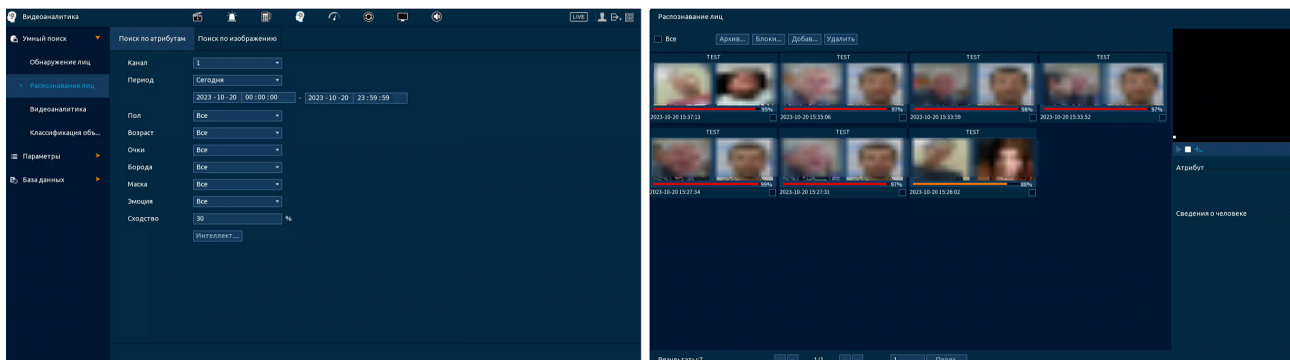 Видеоаналитика
LIVE
Умный поиск
Обнаружение лиц
Распознавание лиц
Видеоаналитика
Классификация объ...
Параметры
База данных
Поиск по атрибутам Поиск по изображению
Канал 1
Период Сегодня
2023 -10 -20 00 : 00 : 00 - 2023 -10 -20 23 : 59 : 59
Пол Все
Возраст Все
Очки Все
Борода Все
Маска Все
Эмоция Все
Сходство 30 %
Интеллект....
Распознавание лиц
Все Архив... Блоки... Добав... Удалить
TEST TEST TEST TEST
95% 97% 98% 97%
2023-10-20 15:37:13 2023-10-20 15:35:06 2023-10-20 15:33:59 2023-10-20 15:33:52
TEST TEST TEST
99% 97% 88%
2023-10-20 15:27:34 2023-10-20 15:27:31 2023-10-20 15:26:02
Атрибут
Сведения о человеке
Результаты:7 1/1 1